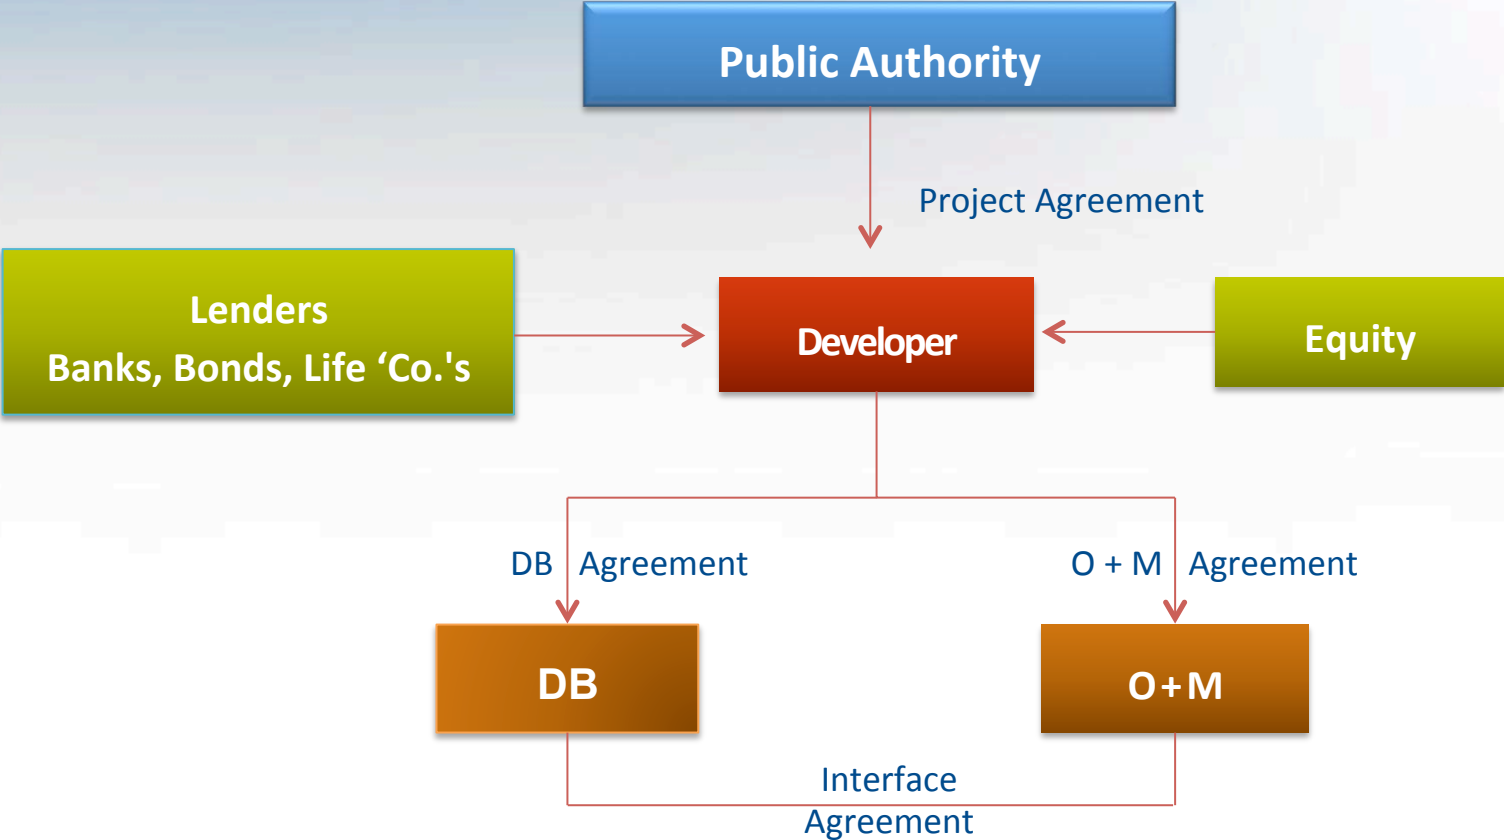 Public Authority
Project Agreement
Lenders
Banks, Bonds, Life ‘Co.'s
Developer
Equity
DB Agreement
O + M Agreement
DB
O+M
Interface
Agreement